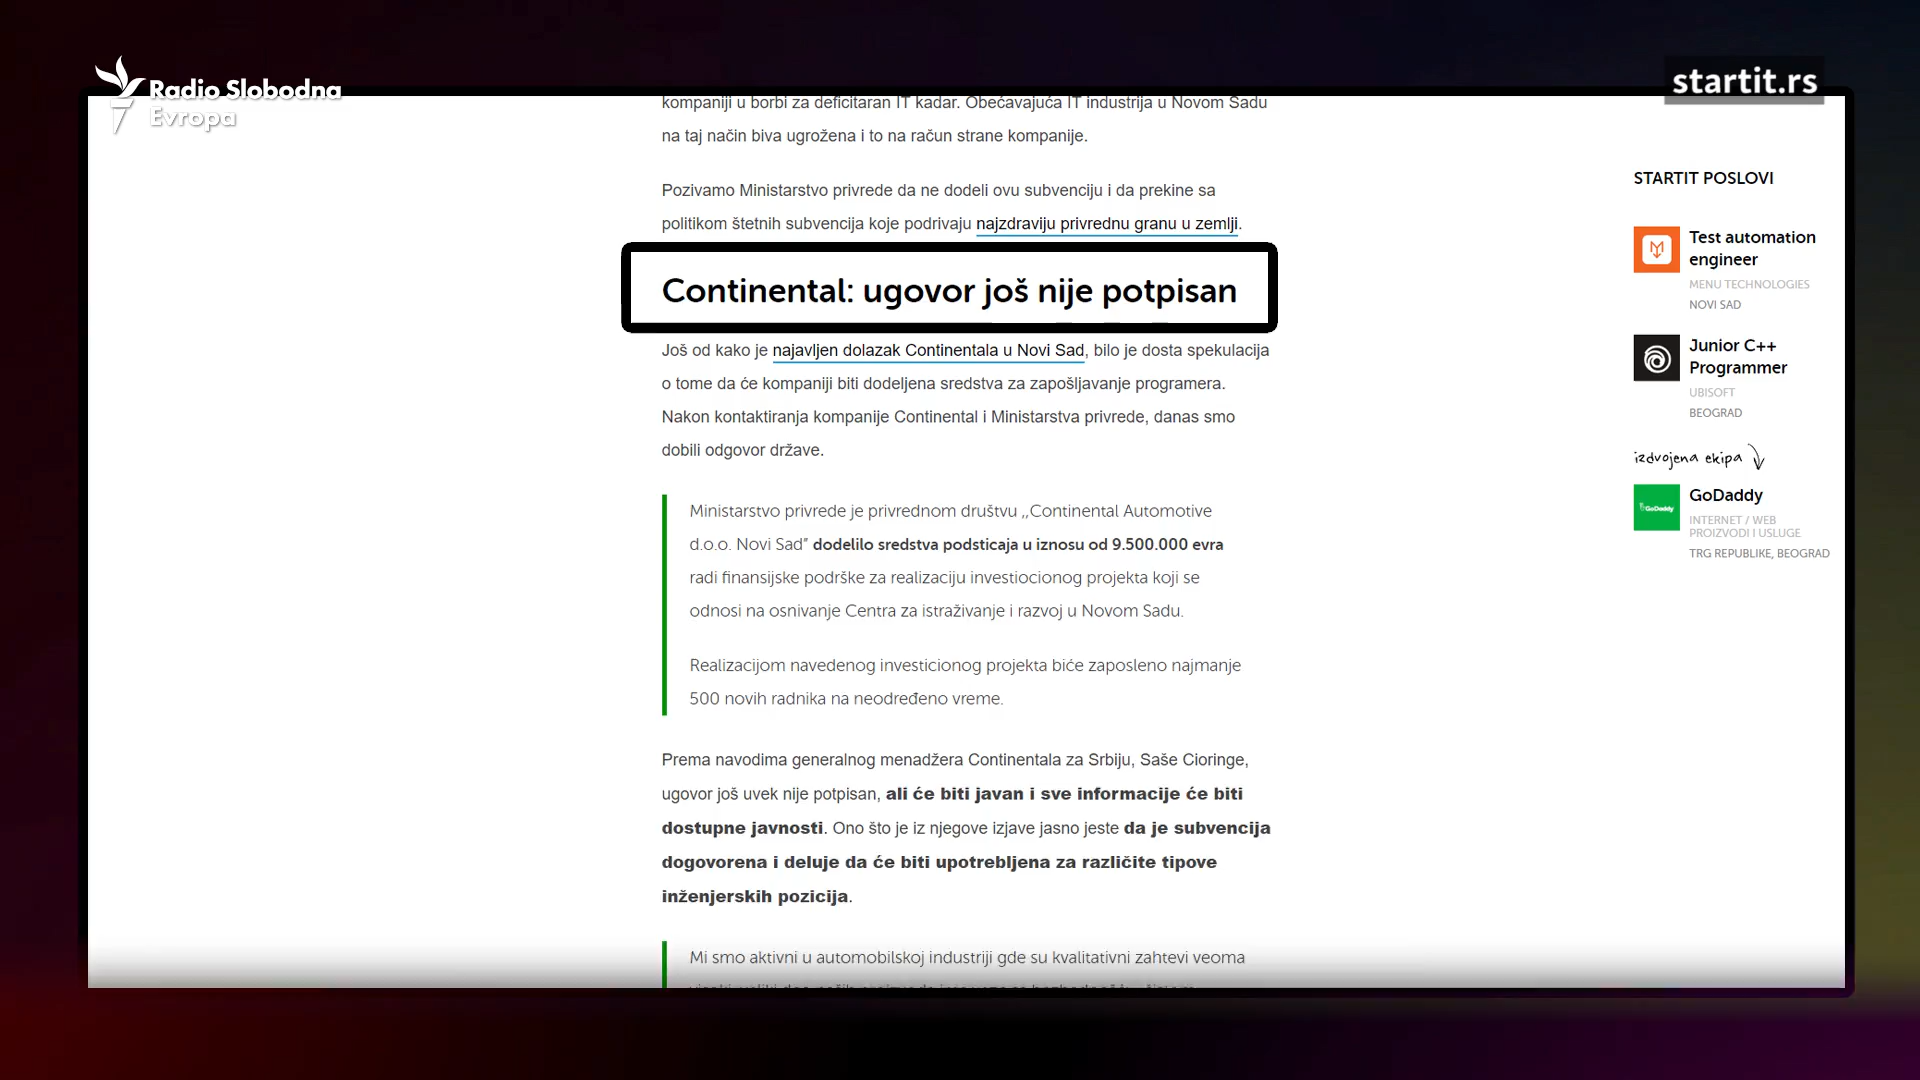 Radio Slobodna
Evropa
startit.rs
kompaniji u borbi za deficitaran IT kadar. Obećavajuća IT industrija u Novom Sadu
na taj način biva ugrožena i to na račun strane kompanije.
Pozivamo Ministarstvo privrede da ne dodeli ovu subvenciju i da prekine sa
politikom štetnih subvencija koje podrivaju najzdraviju privrednu granu u zemlji.
Continental: ugovor još nije potpisan
Još od kako je najavljen dolazak Continentala u Novi Sad, bilo je dosta spekulacija
o tome da će kompaniji biti dodeljena sredstva za zapošljavanje programera.
Nakon kontaktiranja kompanije Continental i Ministarstva privrede, danas smo
dobili odgovor države.
Ministarstvo privrede je privrednom društvu ,,Continental Automotive
d.o.o. Novi Sad” dodelilo sredstva podsticaja u iznosu od 9.500.000 evra
radi finansijske podrške za realizaciju investiocionog projekta koji se
odnosi na osnivanje Centra za istraživanje i razvoj u Novom Sadu.
Realizacijom navedenog investicionog projekta biće zaposleno najmanje
500 novih radnika na neodređeno vreme.
Prema navodima generalnog menadžera Continentala za Srbiju, Saše Cioringe,
ugovor još uvek nije potpisan, ali će biti javan i sve informacije će biti
dostupne javnosti. Ono što je iz njegove izjave jasno jeste da je subvencija
dogovorena i deluje da će biti upotrebljena za različite tipove
inženjerskih pozicija.
Mi smo aktivni u automobilskoj industriji gde su kvalitativni zahtevi veoma
STARTIT POSLOVI
Test automation
engineer
MENU TECHNOLOGIES
NOVI SAD
Junior C++
Programmer
UBISOFT
BEOGRAD
izdvojena ekipa
GoDaddy
GoDaddy
INTERNET / WEB
PROIZVODI I USLUGE
TRG REPUBLIKE, BEOGRAD